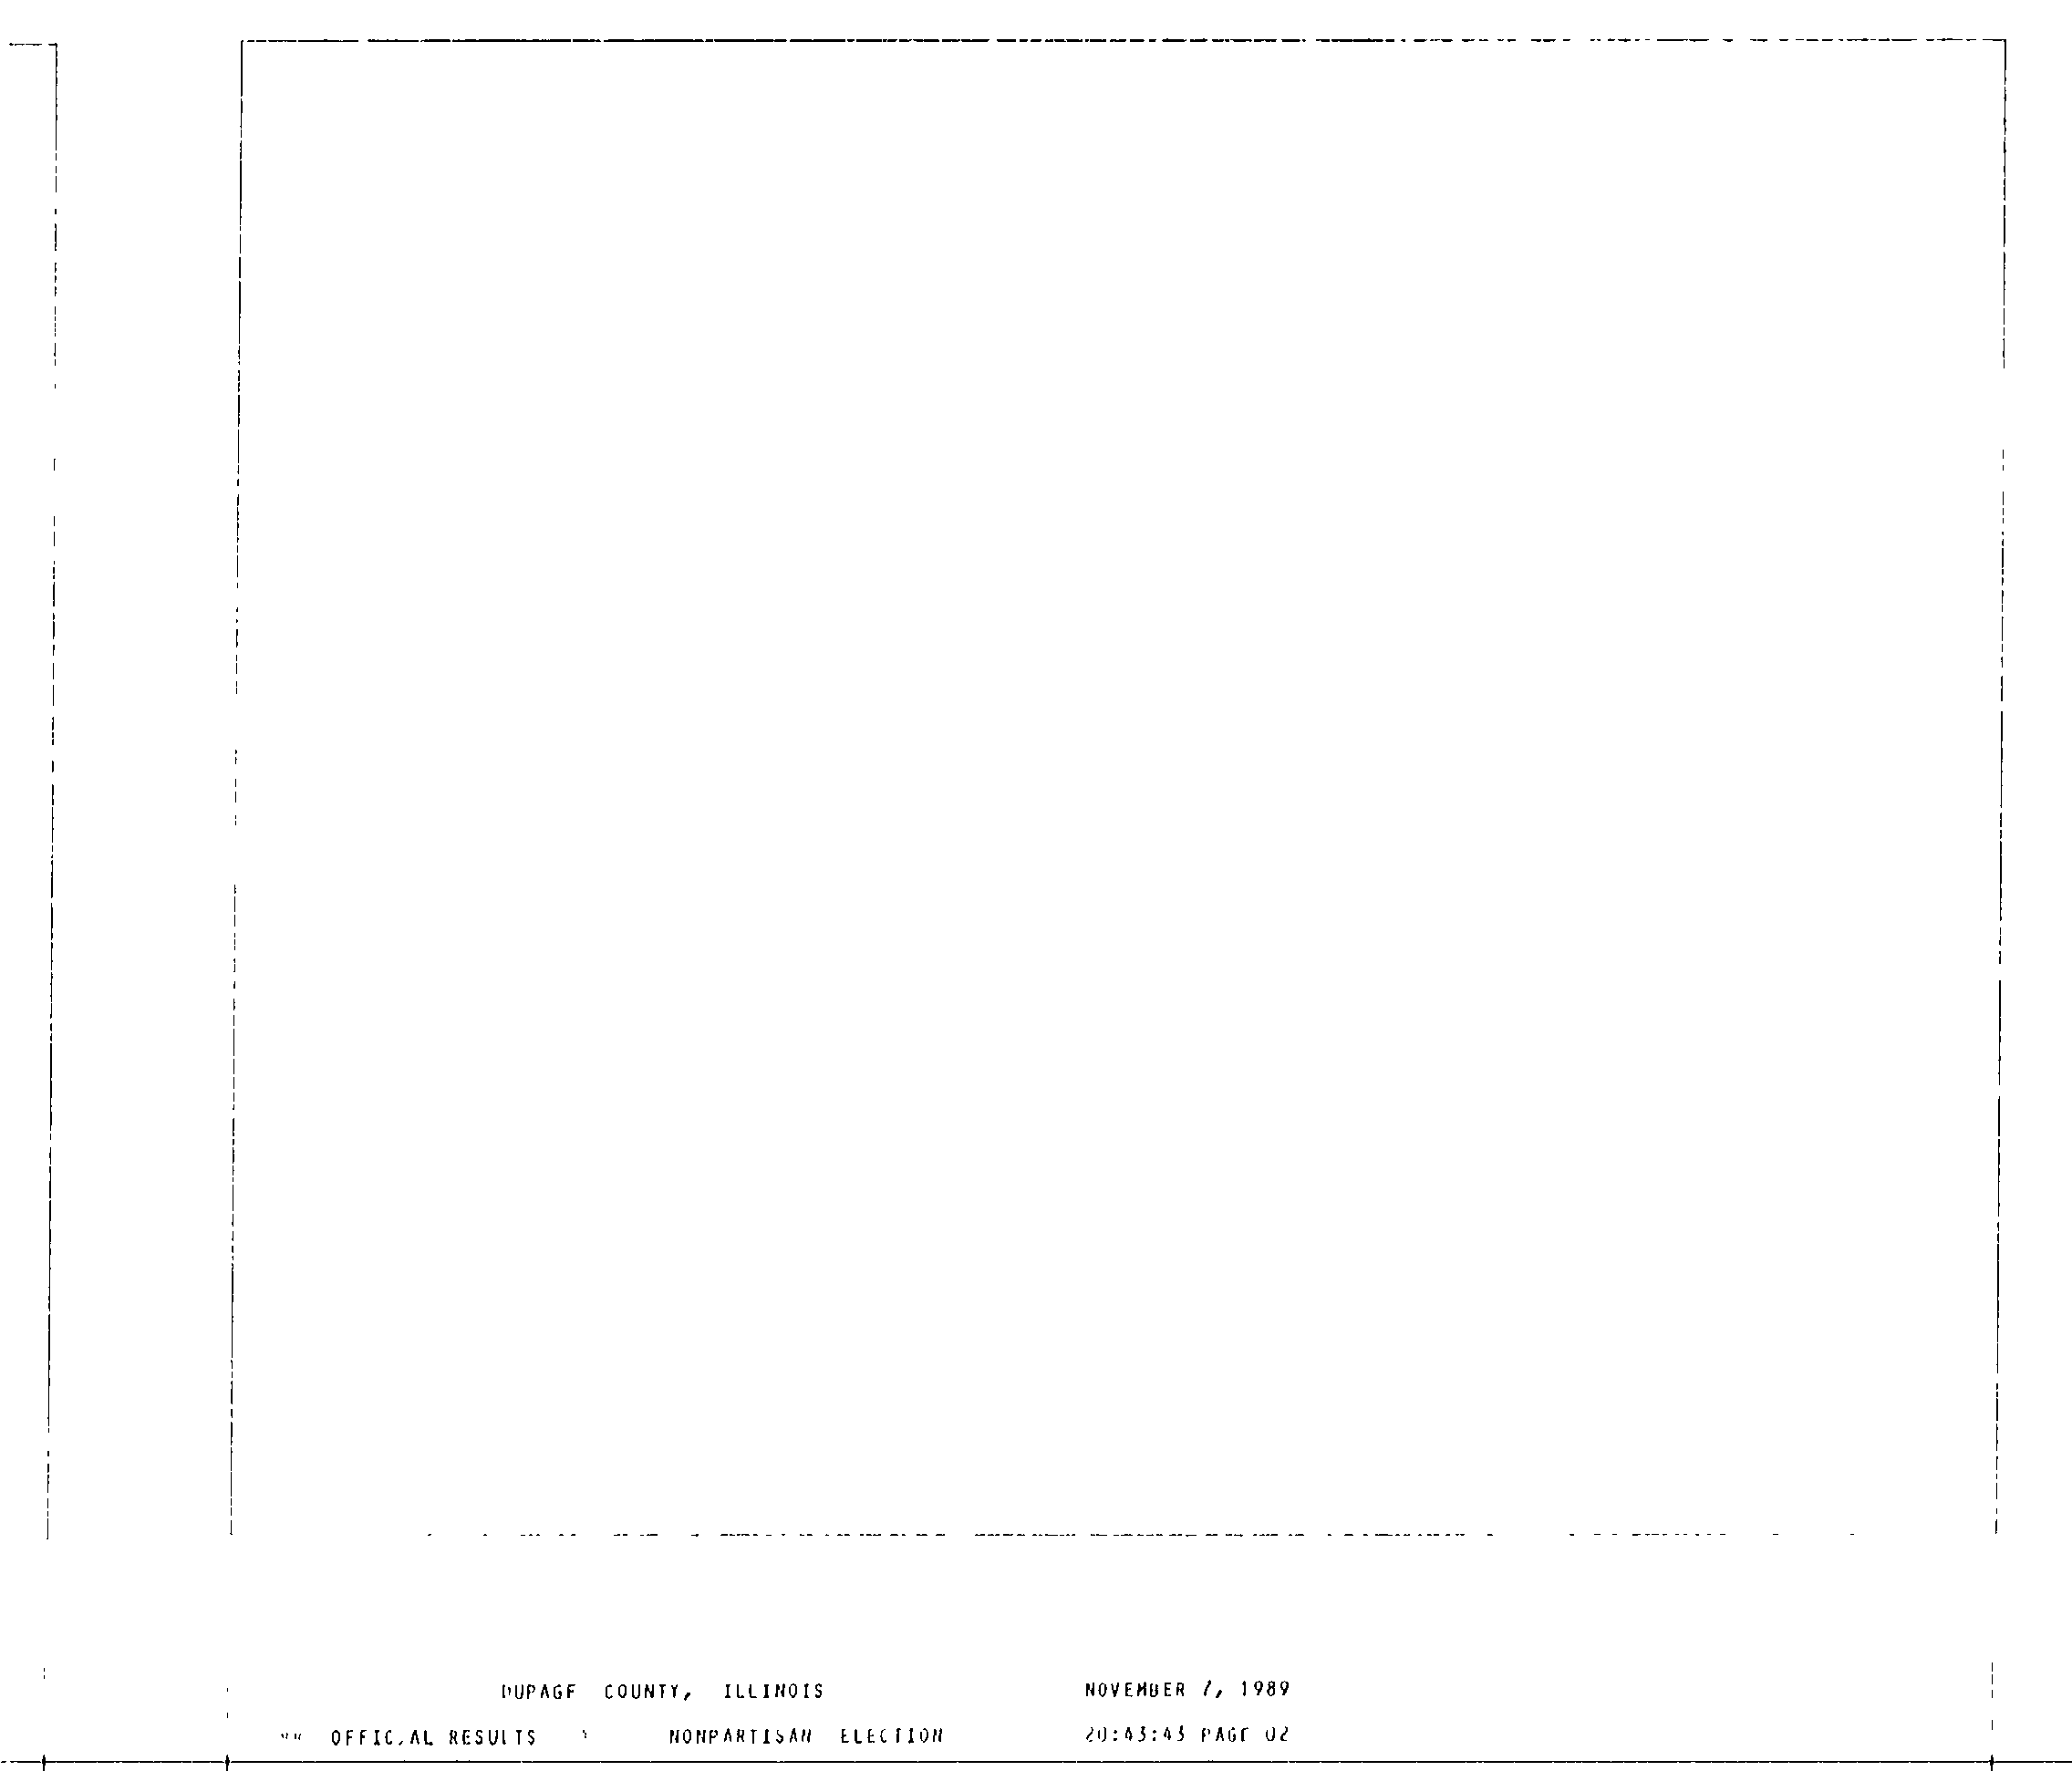 DUPAGE COUNTY, ILLINOIS NOVEMBER 7, 1989
** OFFICIAL RESULTS * NONPARTISAN ELECTION 20:43:43 PAGE 02